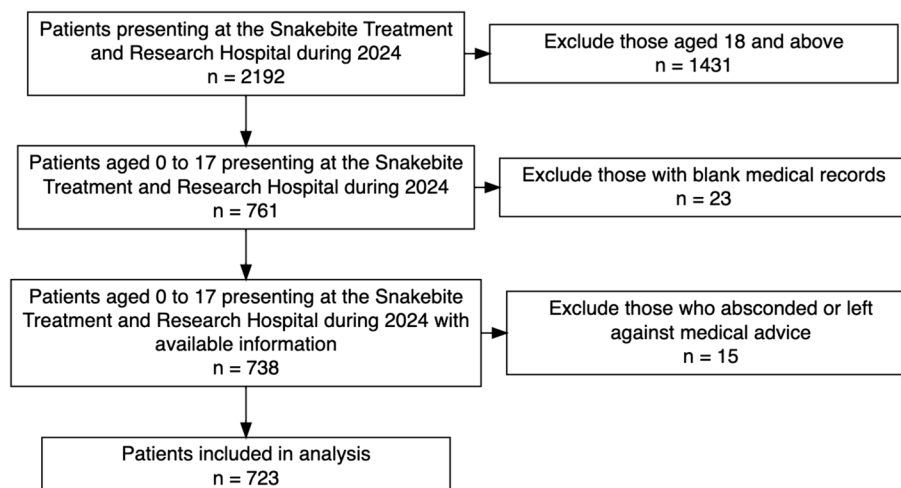 Patients presenting at the Snakebite Treatment
and Research Hospital during 2024
n = 2192
Exclude those aged 18 and above
n = 1431
Patients aged 0 to 17 presenting at the Snakebite
Treatment and Research Hospital during 2024
n = 761
Exclude those with blank medical records
n = 23
Patients aged 0 to 17 presenting at the Snakebite
Treatment and Research Hospital during 2024 with
available information
n = 738
Exclude those who absconded or left
against medical advice
n = 15
Patients included in analysis
n = 723